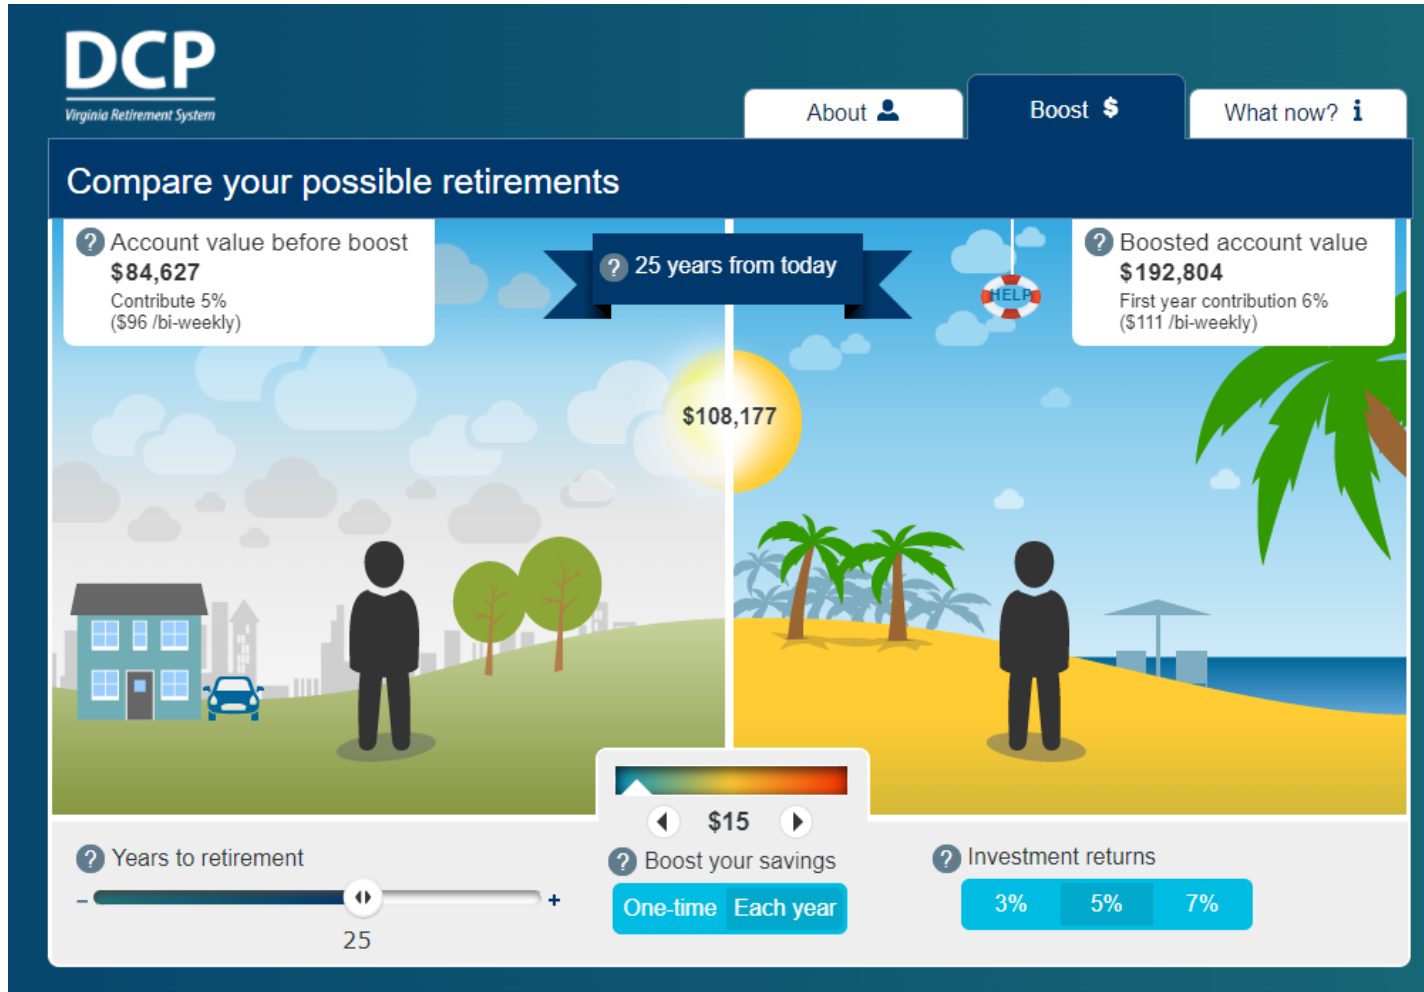 DCP
Virginia Retirement System
About
Boost $
What now? i
Compare your possible retirements
? Account value before boost
$84,627
Contribute 5%
($96 /bi-weekly)
? 25 years from today
HELP
? Boosted account value
$192,804
First year contribution 6%
($111 /bi-weekly)
$108,177
$15
? Years to retirement
- +
25
? Boost your savings
One-time Each year
? Investment returns
3% 5% 7%